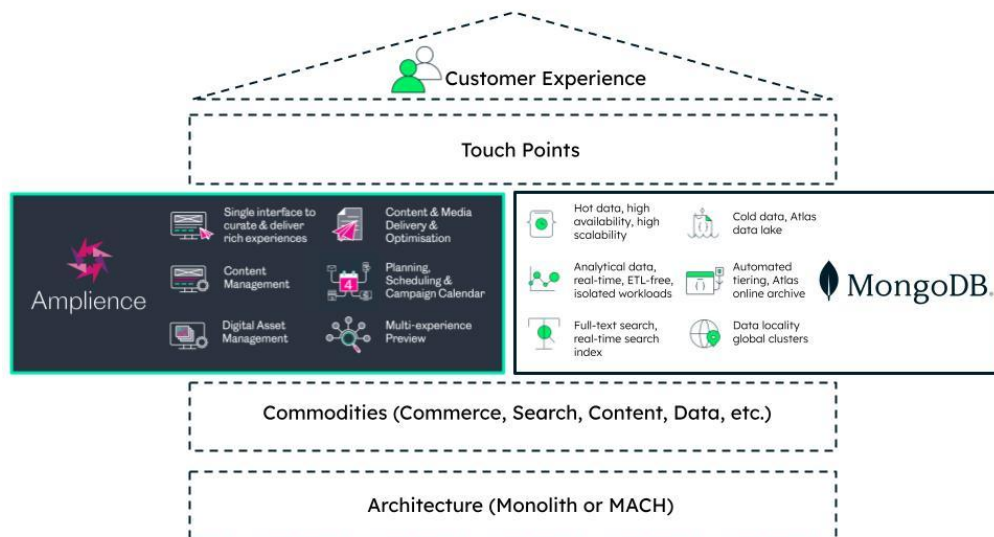 Customer Experience
Touch Points
Amplience
Single interface to
curate & deliver
rich experiences
Content & Media
Delivery &
Optimisation
Content
Management
4
Planning,
Scheduling &
Campaign Calendar
Digital Asset
Management
Multi-experience
Preview
Hot data, high
availability, high
scalability
Cold data, Atlas
data lake
Analytical data,
real-time, ETL-free,
isolated workloads
Automated
tiering, Atlas
online archive
Full-text search,
real-time search
index
Data locality
global clusters
MongoDB®
Commodities (Commerce, Search, Content, Data, etc.)
Architecture (Monolith or MACH)